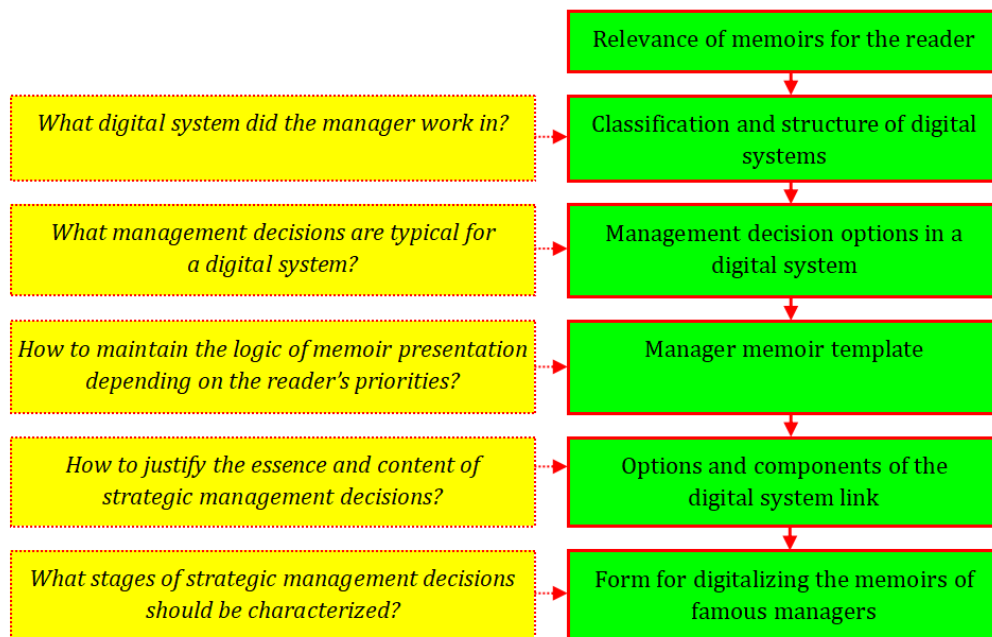 Relevance of memoirs for the reader
What digital system did the manager work in?
Classification and structure of digital
systems
What management decisions are typical for
a digital system?
Management decision options in a
digital system
How to maintain the logic of memoir presentation
depending on the reader’s priorities?
Manager memoir template
How to justify the essence and content of
strategic management decisions?
Options and components of the
digital system link
What stages of strategic management decisions
should be characterized?
Form for digitalizing the memoirs of
famous managers